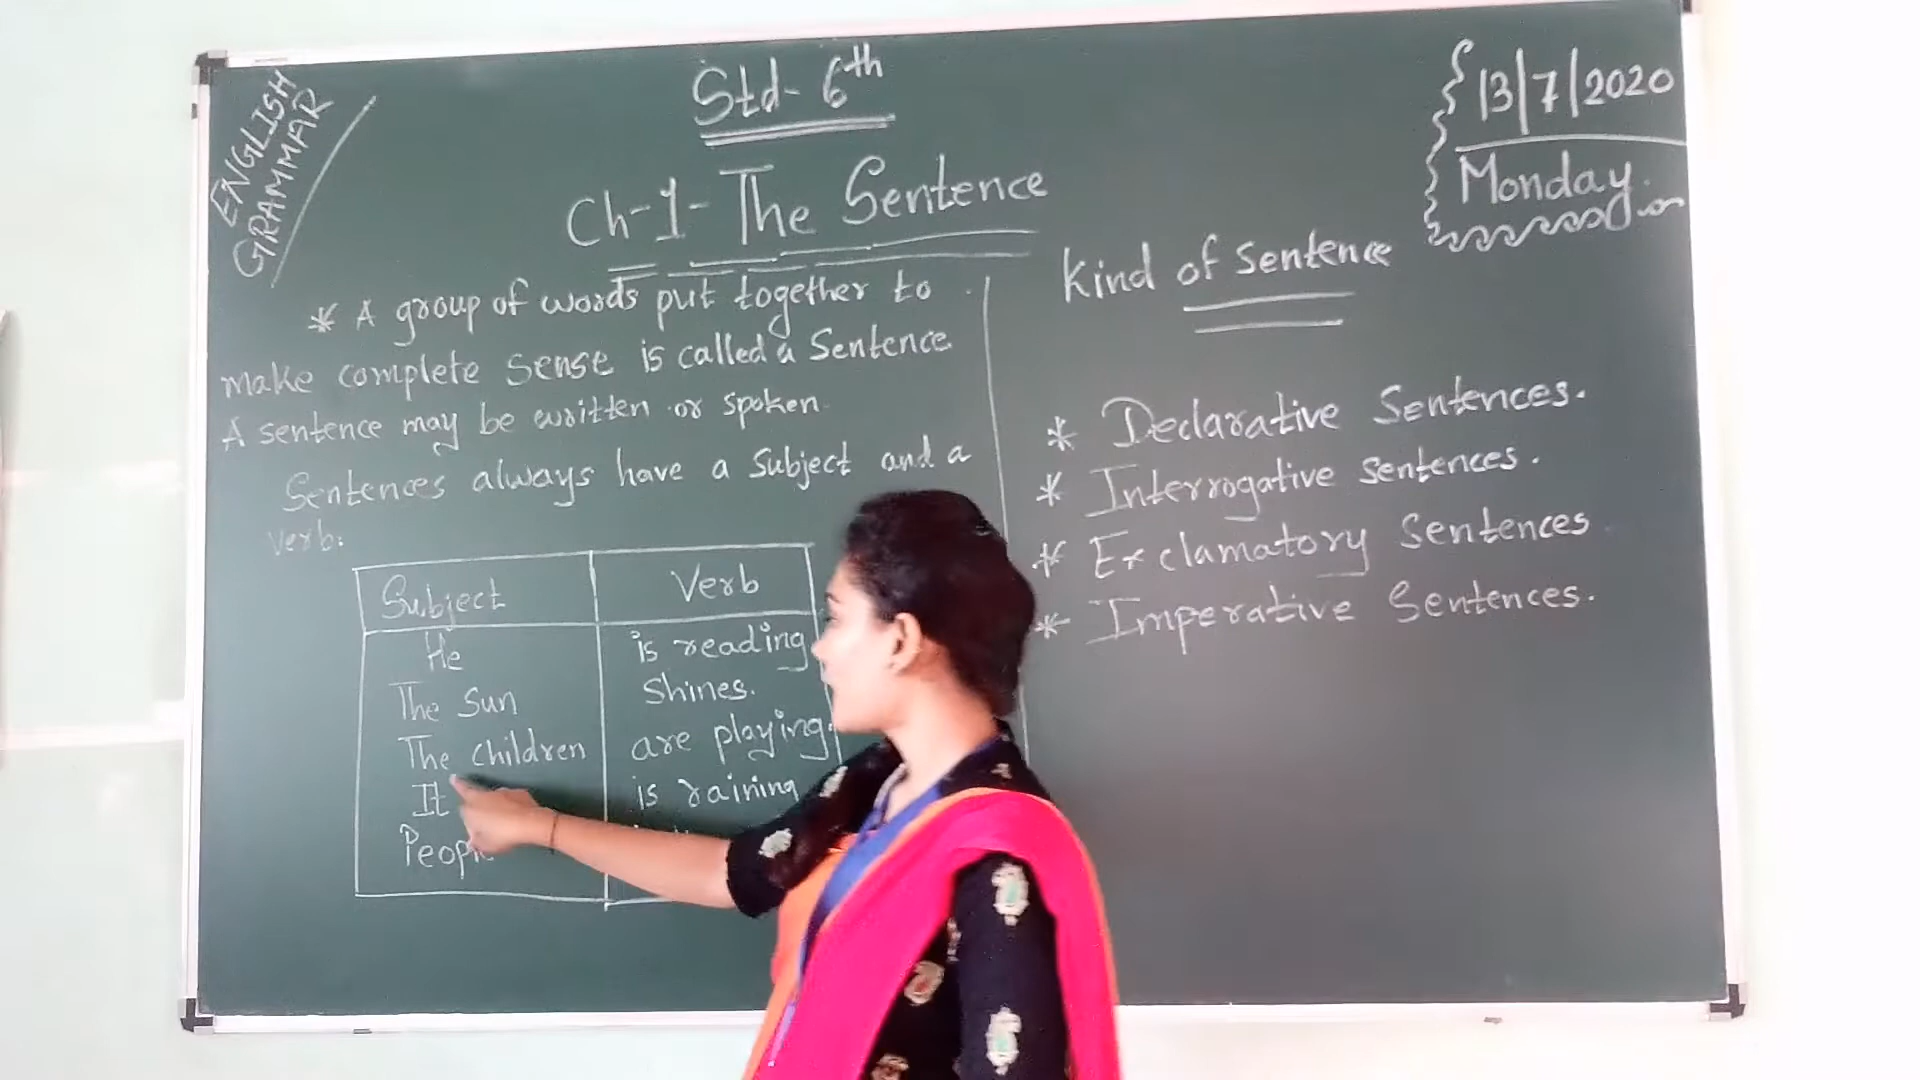 ENGLISH
GRAMMAR
Std- 6th
13/7/2020
Monday.
Ch-1- The Sentence
* A group of words put together to
make complete sense is called a Sentence.
A sentence may be written or spoken.
Sentences always have a Subject and a
verb.
Subject Verb
He is reading
The Sun Shines.
The children are playing.
It is raining
Kind of Sentence
* Declarative Sentences.
* Interrogative Sentences.
* Exclamatory Sentences
* Imperative Sentences.